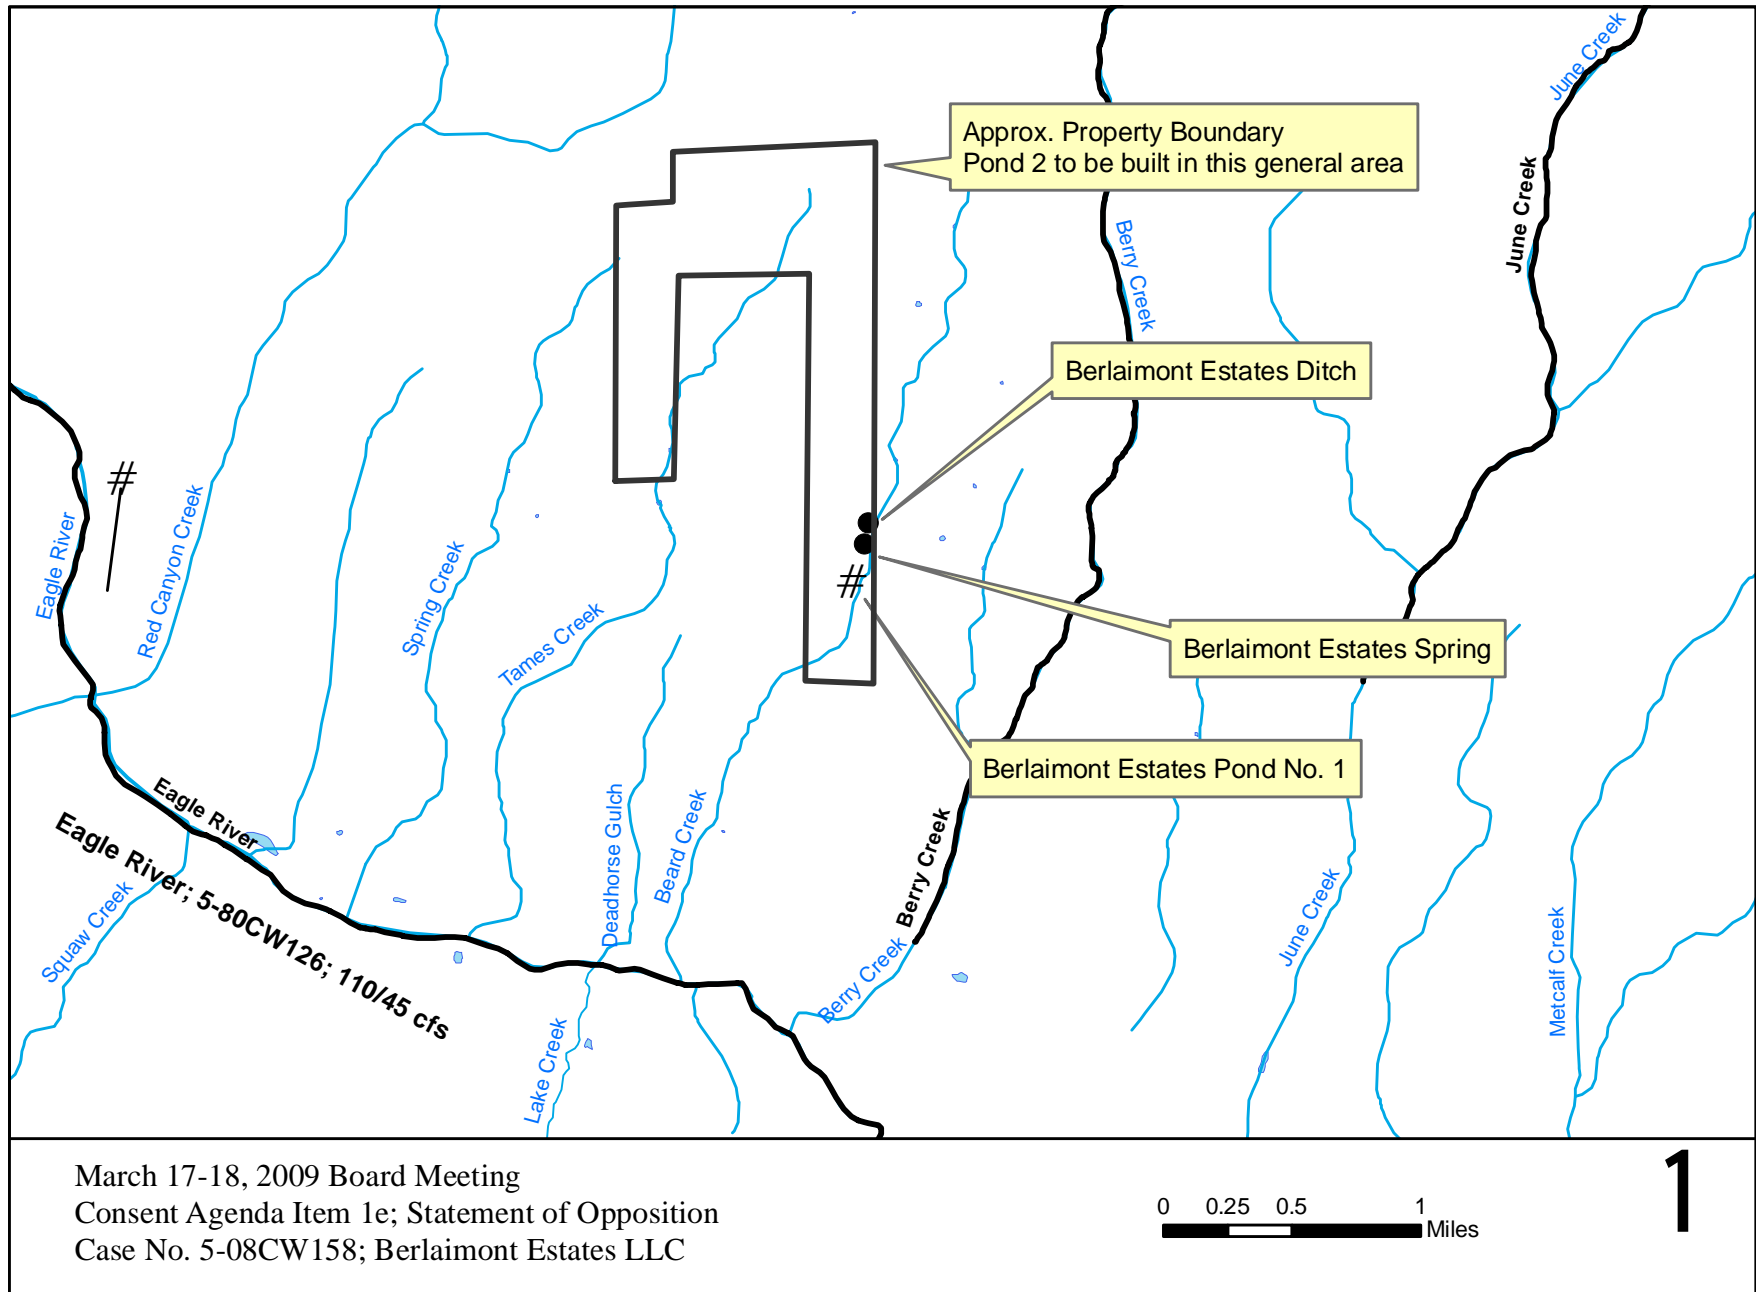 June Creek
Approx. Property Boundary
Pond 2 to be built in this general area
June Creek
Berry Creek
Berlaimont Estates Ditch
#
Eagle River
Red Canyon Creek
Spring Creek
Tames Creek
#
Berlaimont Estates Spring
Berlaimont Estates Pond No. 1
Eagle River
Eagle River; 5-80CW126; 110/45 cfs
Squaw Creek
Deadhorse Gulch
Beard Creek
Berry Creek
Berry Creek
June Creek
Metcalf Creek
Lake Creek
March 17-18, 2009 Board Meeting
Consent Agenda Item 1e; Statement of Opposition
Case No. 5-08CW158; Berlaimont Estates LLC
0 0.25 0.5 1
Miles
1